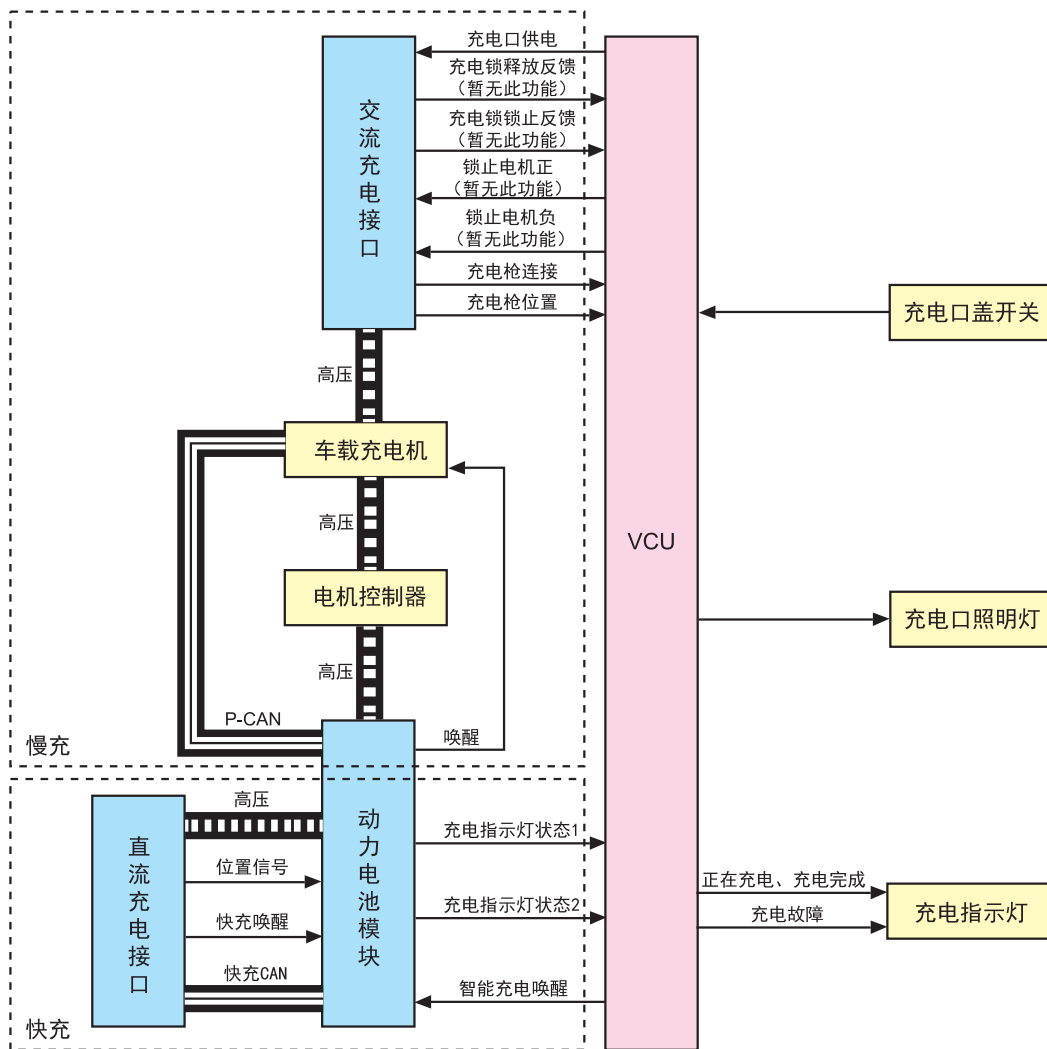 充电口供电
充电锁释放反馈
（暂无此功能）
充电锁锁止反馈
（暂无此功能）
锁止电机正
（暂无此功能）
锁止电机负
（暂无此功能）
充电枪连接
充电枪位置
交流充电接口
高压
车载充电机
高压
电机控制器
高压
P-CAN
唤醒
慢充
VCU
充电口盖开关
充电口照明灯
高压
直流充电接口
位置信号
快充唤醒
快充CAN
动力电池模块
充电指示灯状态1
充电指示灯状态2
智能充电唤醒
正在充电、充电完成
充电故障
充电指示灯
快充